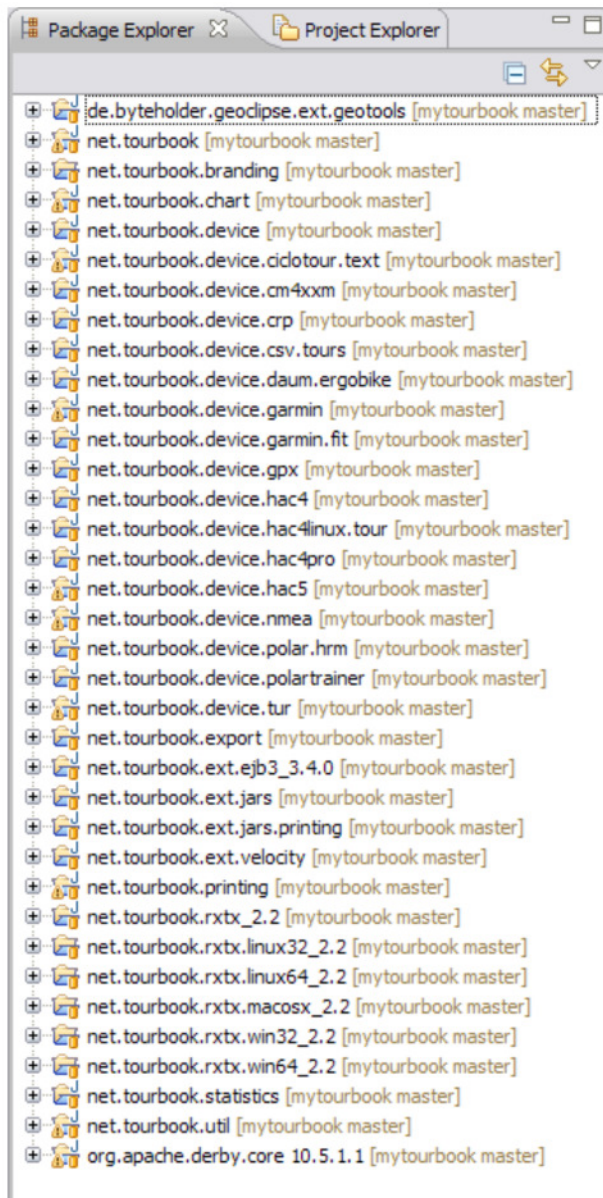 Package Explorer Project Explorer
de.byteholder.geoclipse.ext.geotools [mytourbook master]
net.tourbook [mytourbook master]
net.tourbook.branding [mytourbook master]
net.tourbook.chart [mytourbook master]
net.tourbook.device [mytourbook master]
net.tourbook.device.ciclotour.text [mytourbook master]
net.tourbook.device.cm4xxm [mytourbook master]
net.tourbook.device.crp [mytourbook master]
net.tourbook.device.csv.tours [mytourbook master]
net.tourbook.device.daum.ergobike [mytourbook master]
net.tourbook.device.garmin [mytourbook master]
net.tourbook.device.garmin.fit [mytourbook master]
net.tourbook.device.gpx [mytourbook master]
net.tourbook.device.hac4 [mytourbook master]
net.tourbook.device.hac4linux.tour [mytourbook master]
net.tourbook.device.hac4pro [mytourbook master]
net.tourbook.device.hac5 [mytourbook master]
net.tourbook.device.nmea [mytourbook master]
net.tourbook.device.polar.hrm [mytourbook master]
net.tourbook.device.polartrainer [mytourbook master]
net.tourbook.device.tur [mytourbook master]
net.tourbook.export [mytourbook master]
net.tourbook.ext.ejb3_3.4.0 [mytourbook master]
net.tourbook.ext.jars [mytourbook master]
net.tourbook.ext.jars.printing [mytourbook master]
net.tourbook.ext.velocity [mytourbook master]
net.tourbook.printing [mytourbook master]
net.tourbook.rxtx_2.2 [mytourbook master]
net.tourbook.rxtx.linux32_2.2 [mytourbook master]
net.tourbook.rxtx.linux64_2.2 [mytourbook master]
net.tourbook.rxtx.macosx_2.2 [mytourbook master]
net.tourbook.rxtx.win32_2.2 [mytourbook master]
net.tourbook.rxtx.win64_2.2 [mytourbook master]
net.tourbook.statistics [mytourbook master]
net.tourbook.util [mytourbook master]
org.apache.derby.core 10.5.1.1 [mytourbook master]